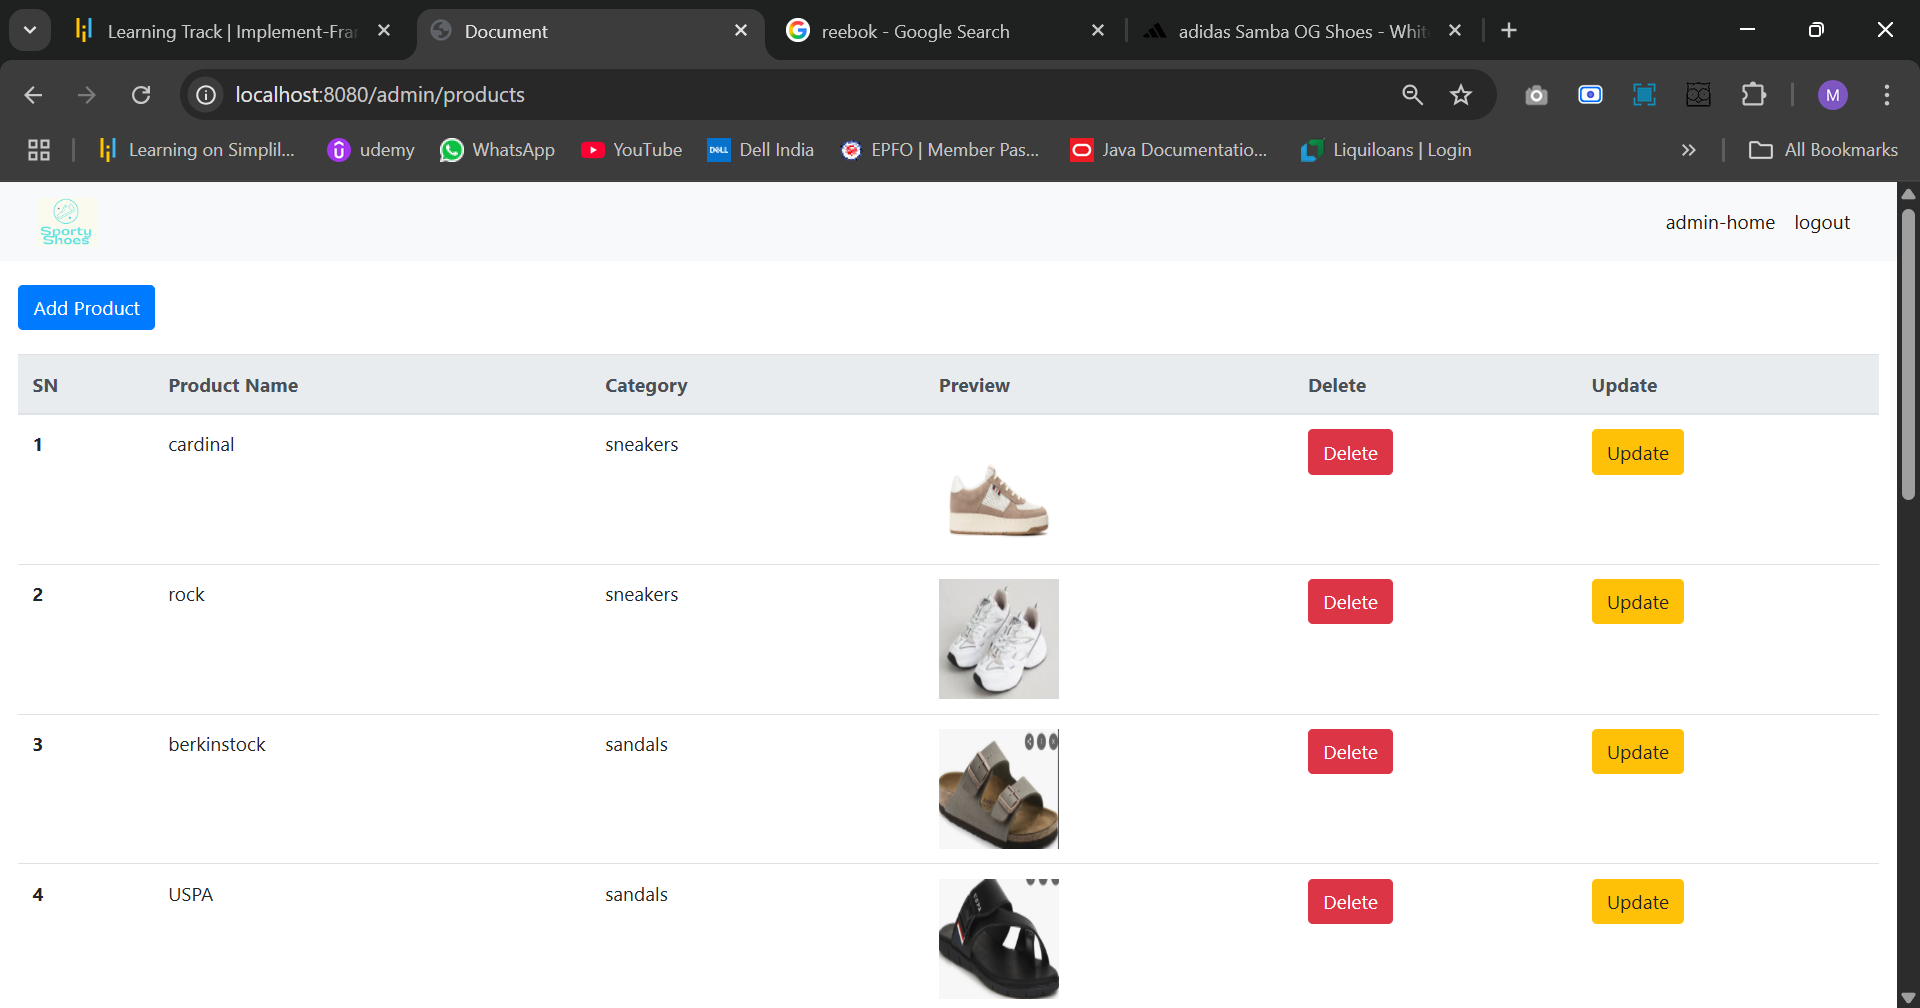 Learning Track | Implement-Fra
Document
reebok - Google Search
adidas Samba OG Shoes - Whit
localhost:8080/admin/products
M
Learning on Simplil...
udemy
WhatsApp
YouTube
DELL
Dell India
EPFO | Member Pas...
Java Documentatio...
Liquiloans | Login
All Bookmarks
Sporty
Shoes
admin-home
logout
Add Product
SN Product Name Category Preview Delete Update
1 cardinal sneakers Delete Update
2 rock sneakers Delete Update
3 berkinstock sandals Delete Update
4 USPA sandals Delete Update